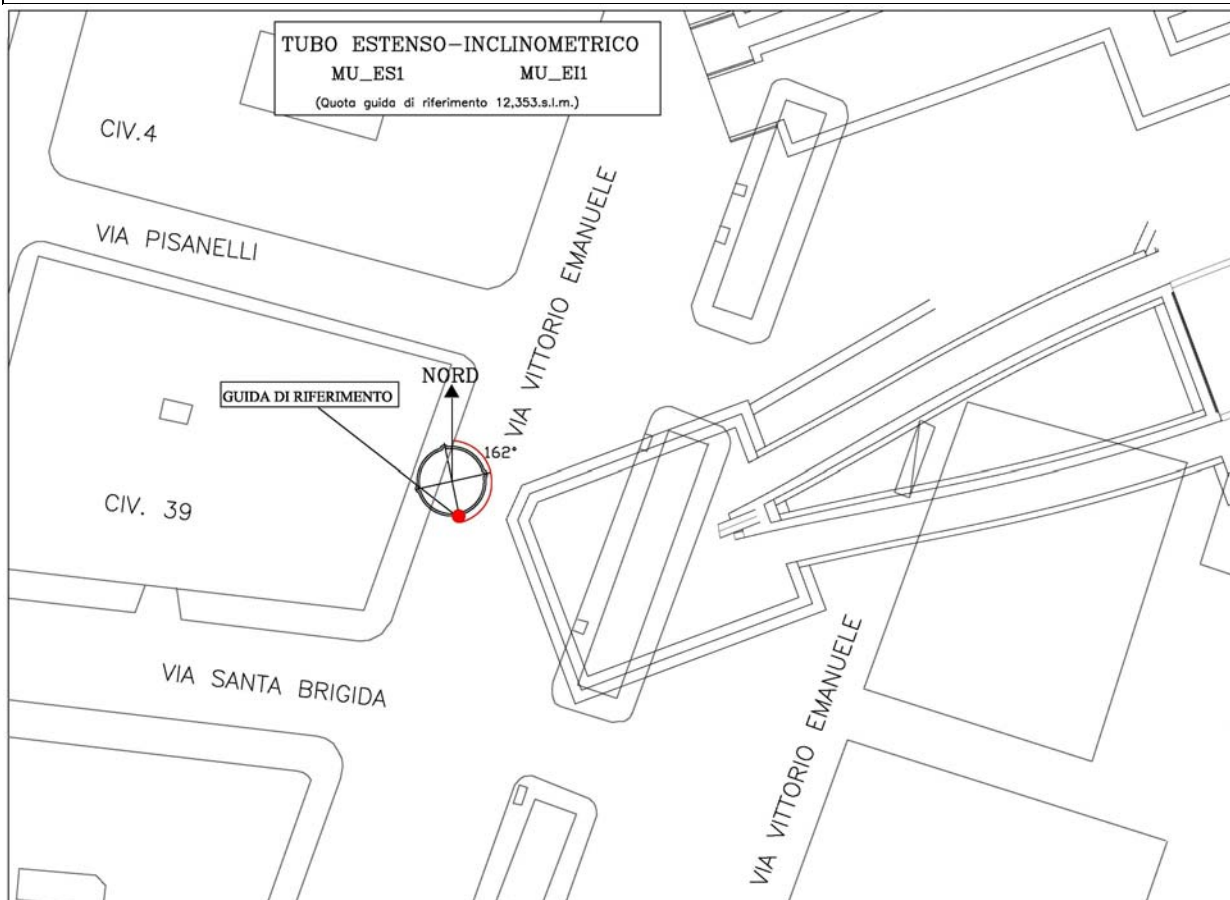 TUBO ESTENSO-INCLINOMETRICO
MU_ES1 MU_EI1
(Quota guida di riferimento 12,353.s.l.m.)
CIV.4
VIA PISANELLI
VIA VITTORIO EMANUELE
NORD
GUIDA DI RIFERIMENTO
162°
CIV. 39
VIA SANTA BRIGIDA
VIA VITTORIO EMANUELE